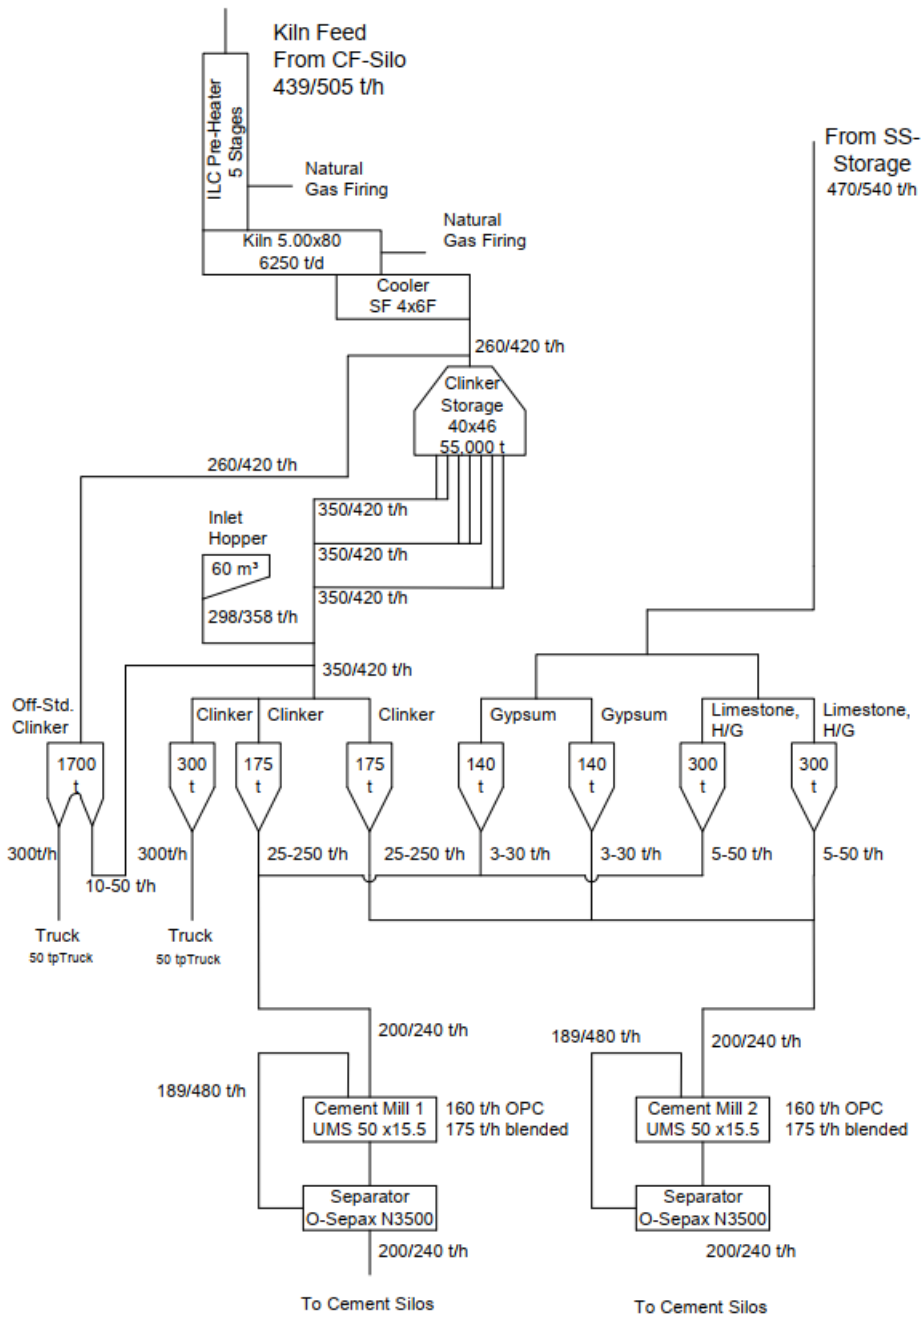 Kiln Feed
From CF-Silo
439/505 t/h
ILC Pre-Heater
5 Stages
Natural
Gas Firing
From SS-
Storage
470/540 t/h
Natural
Gas Firing
Kiln 5.00x80
6250 t/d
Cooler
SF 4x6F
260/420 t/h
Clinker
Storage
40x46
55,000 t
260/420 t/h
350/420 t/h
Inlet
Hopper
60 m³
350/420 t/h
350/420 t/h
298/358 t/h
350/420 t/h
Off-Std.
Clinker
Clinker
Clinker
Clinker
Gypsum
Gypsum
Limestone,
H/G
Limestone,
H/G
1700
t
300
t
175
t
175
t
140
t
140
t
300
t
300
t
300t/h
10-50 t/h
300t/h
25-250 t/h
25-250 t/h
3-30 t/h
3-30 t/h
5-50 t/h
5-50 t/h
Truck
50 tpTruck
Truck
50 tpTruck
200/240 t/h
189/480 t/h
Cement Mill 1
UMS 50 x15.5
160 t/h OPC
175 t/h blended
Separator
O-Sepax N3500
200/240 t/h
To Cement Silos
189/480 t/h
200/240 t/h
Cement Mill 2
UMS 50 x15.5
160 t/h OPC
175 t/h blended
Separator
O-Sepax N3500
200/240 t/h
To Cement Silos